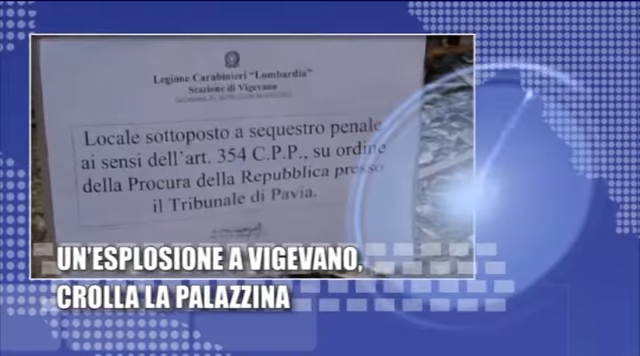 Legione Carabinieri "Lombardia"
Stazione di Vigevano
Locale sottoposto a sequestro penale
ai sensi dell'art. 354 C.P.P., su ordine
della Procura della Repubblica presso
il Tribunale di Pavia.
UN'ESPLOSIONE A VIGEVANO,
CROLLA LA PALAZZINA